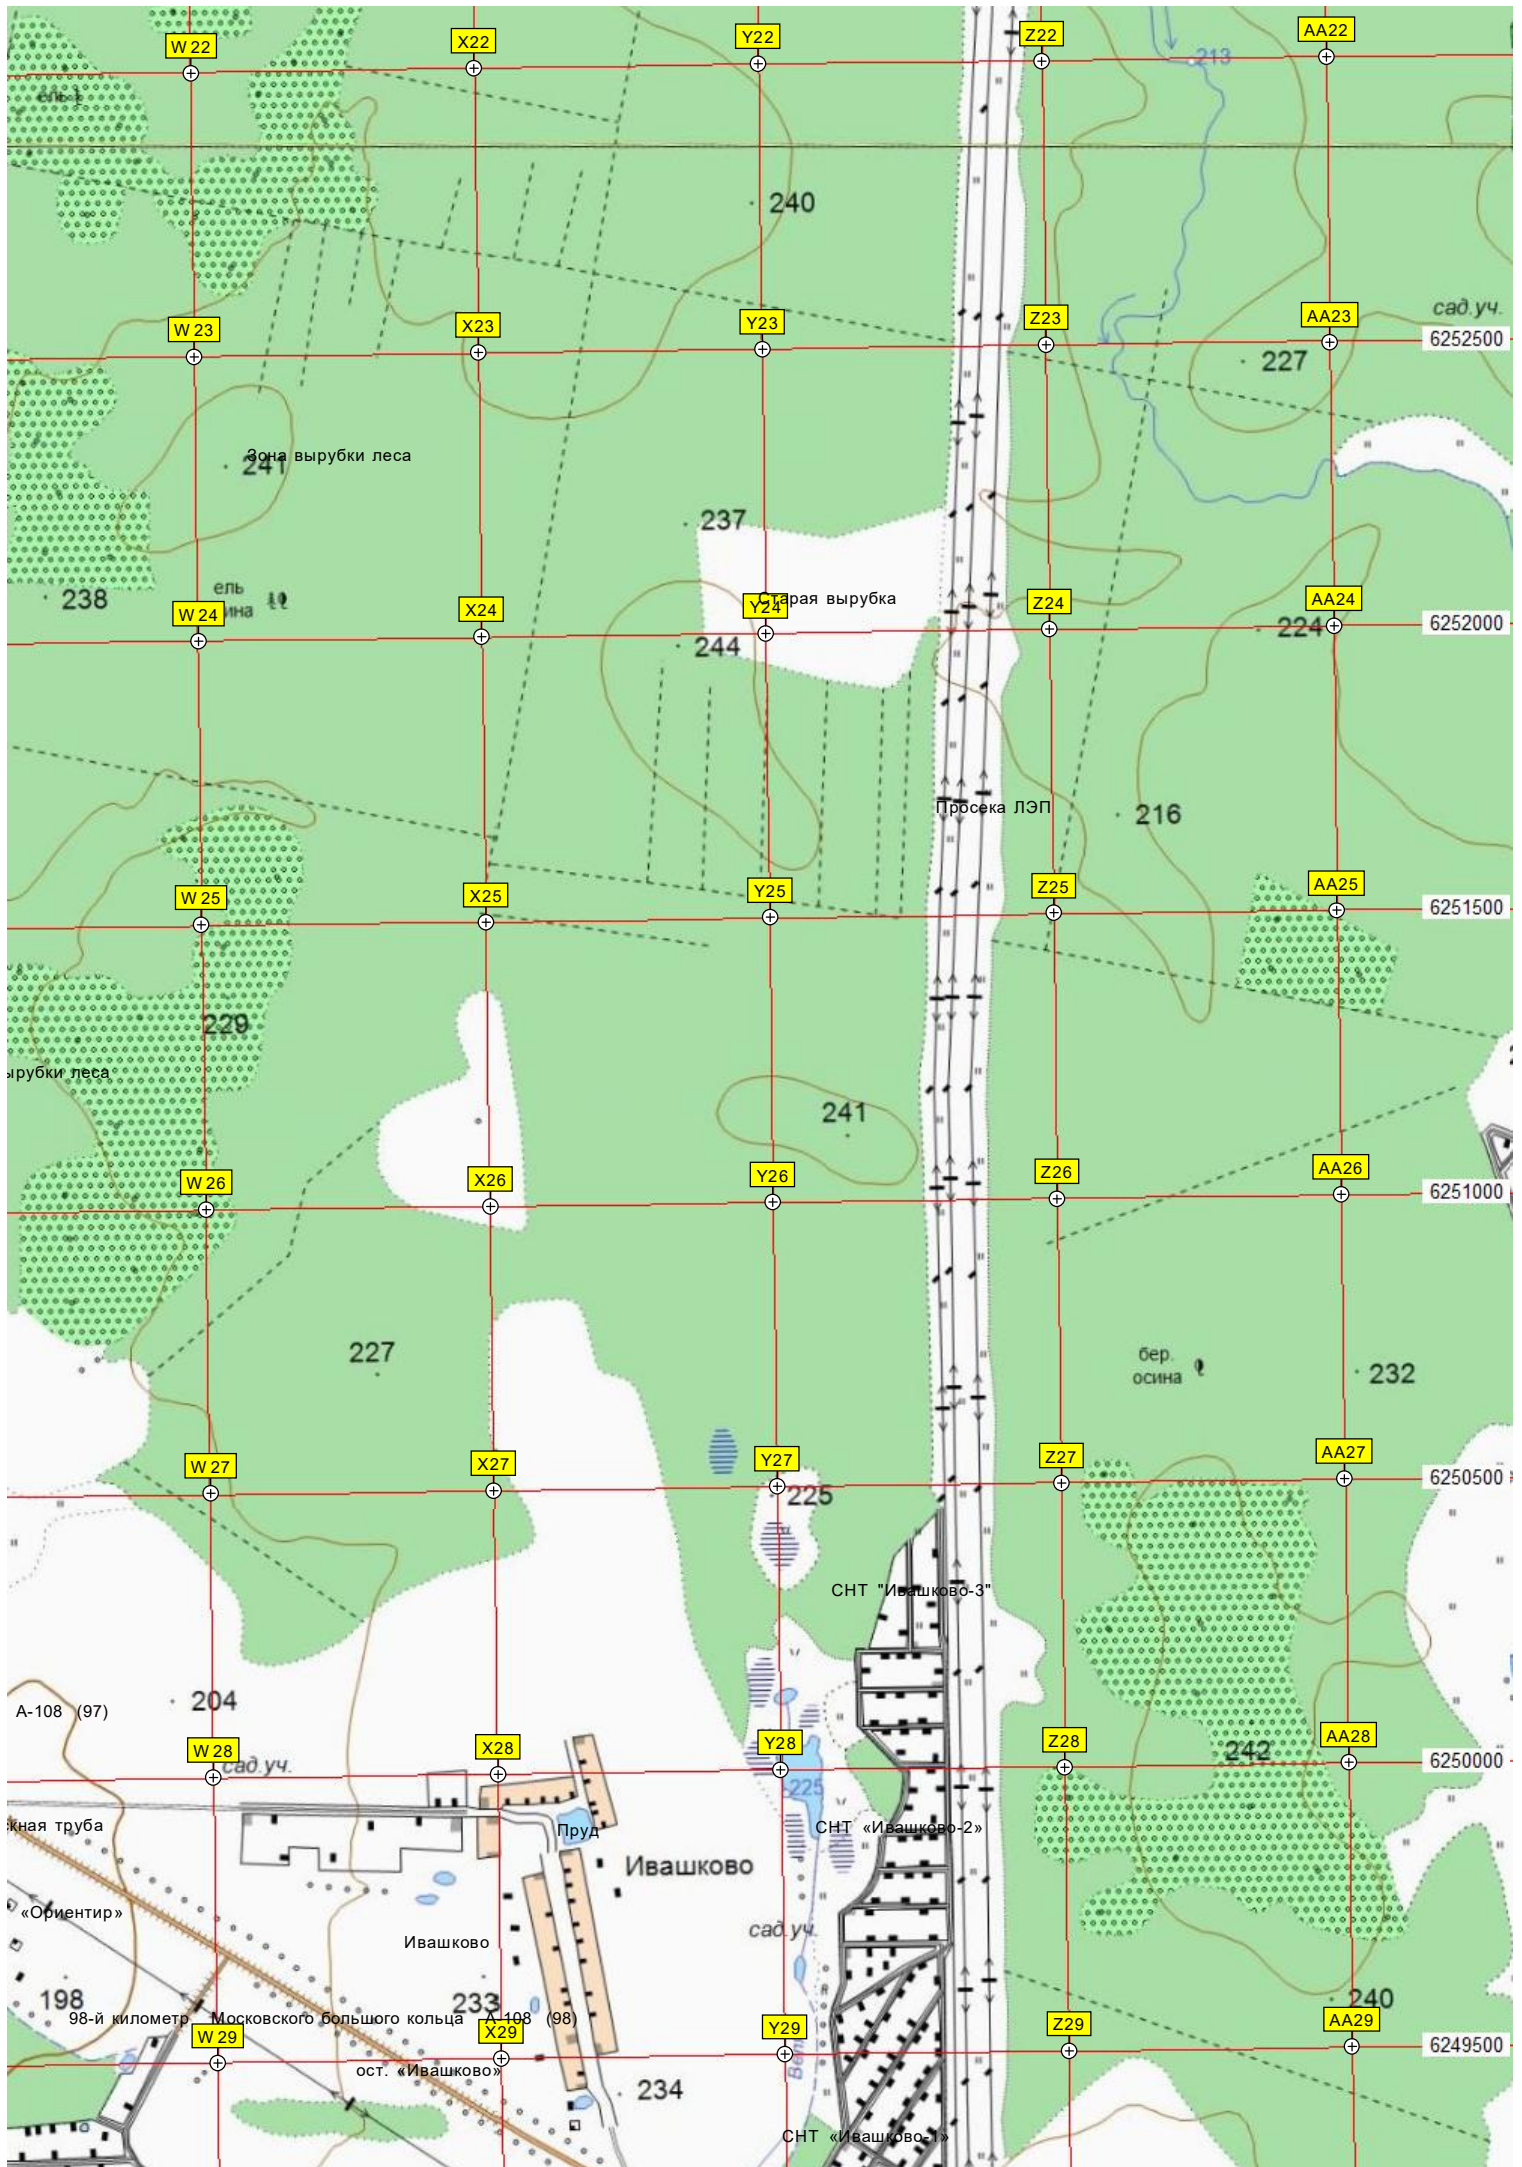 W 22
X22
Y22
Z22
213
AA22
240
W 23
X23
Y23
Z23
AA23
сад.уч.
6252500
227
Зона вырубки леса
241
237
238
ель
W 24
X24
Y24
Старая вырубка
Z24
AA24
224
6252000
244
Просека ЛЭП
216
W 25
X25
Y25
Z25
AA25
6251500
229
ырубки леса
241
W 26
X26
Y26
Z26
AA26
6251000
227
бер.
осина
232
W 27
X27
Y27
Z27
AA27
6250500
225
СНТ "Ивашково-3"
204
А-108 (97)
W 28
сад.уч.
X28
Y28
Z28
242
AA28
6250000
225
кная труба
Пруд
СНТ «Ивашково-2»
Ивашково
«Ориентир»
сад.уч.
Ивашково
198
233
240
98-й километр Московского большого кольца А-108 (98)
W 29
X29
Y29
Z29
AA29
6249500
ост. «Ивашково»
234
СНТ «Ивашково-1»